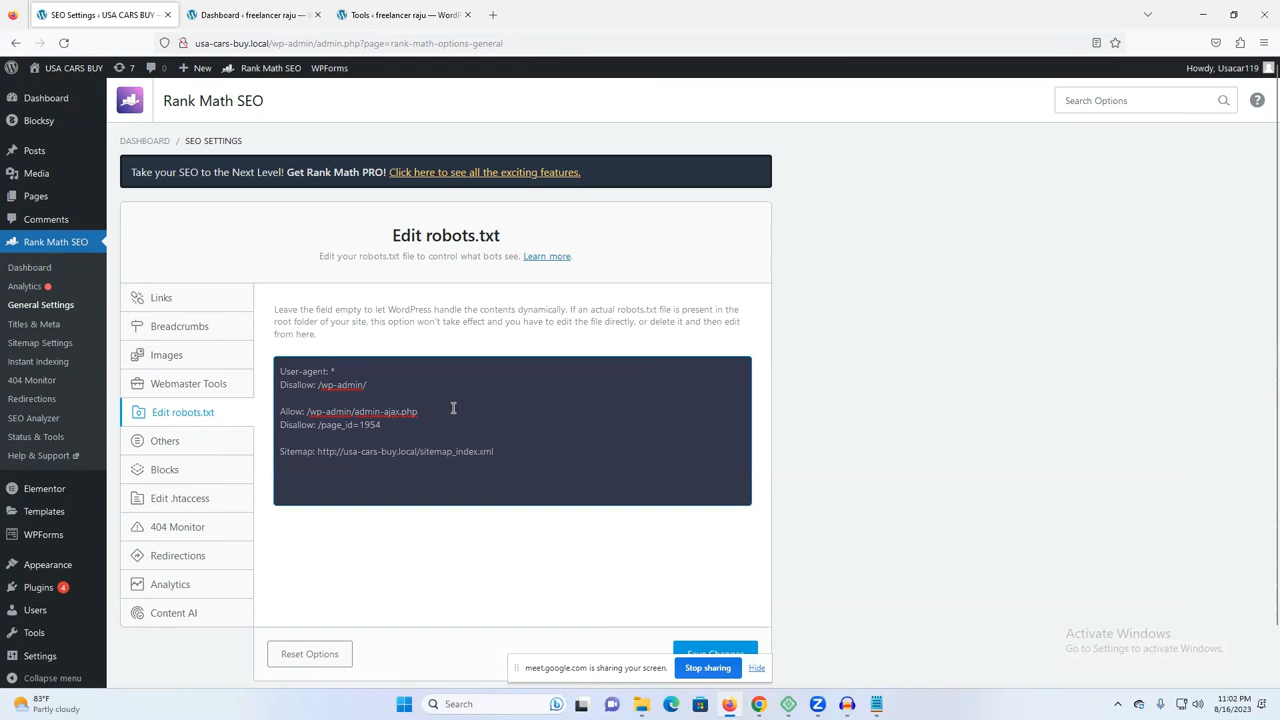 SEO Settings ‹ USA CARS BUY —
Dashboard ‹ freelancer raju — W
Tools ‹ freelancer raju — WordP
usa-cars-buy.local/wp-admin/admin.php?page=rank-math-options-general
USA CARS BUY
7
0
New
Rank Math SEO
WPForms
Howdy, Usacar119
Dashboard
Blocksy
Posts
Media
Pages
Comments
Rank Math SEO
Dashboard
Analytics
General Settings
Titles & Meta
Sitemap Settings
Instant Indexing
404 Monitor
Redirections
SEO Analyzer
Status & Tools
Help & Support
Elementor
Templates
WPForms
Appearance
Plugins 4
Users
Tools
Settings
Collapse menu
Rank Math SEO
Search Options
DASHBOARD / SEO SETTINGS
Take your SEO to the Next Level! Get Rank Math PRO! Click here to see all the exciting features.
Edit robots.txt
Edit your robots.txt file to control what bots see. Learn more.
Links
Breadcrumbs
Images
Webmaster Tools
Edit robots.txt
Others
Blocks
Edit .htaccess
404 Monitor
Redirections
Analytics
Content AI
Leave the field empty to let WordPress handle the contents dynamically. If an actual robots.txt file is present in the
root folder of your site, this option won't take effect and you have to edit the file directly, or delete it and then edit
from here.
User-agent: *
Disallow: /wp-admin/
Allow: /wp-admin/admin-ajax.php
Disallow: /page_id=1954
Sitemap: http://usa-cars-buy.local/sitemap_index.xml
Reset Options
Save Changes
meet.google.com is sharing your screen.
Stop sharing
Hide
Activate Windows
Go to Settings to activate Windows.
83°F
Partly cloudy
Search
11:02 PM
8/16/2023